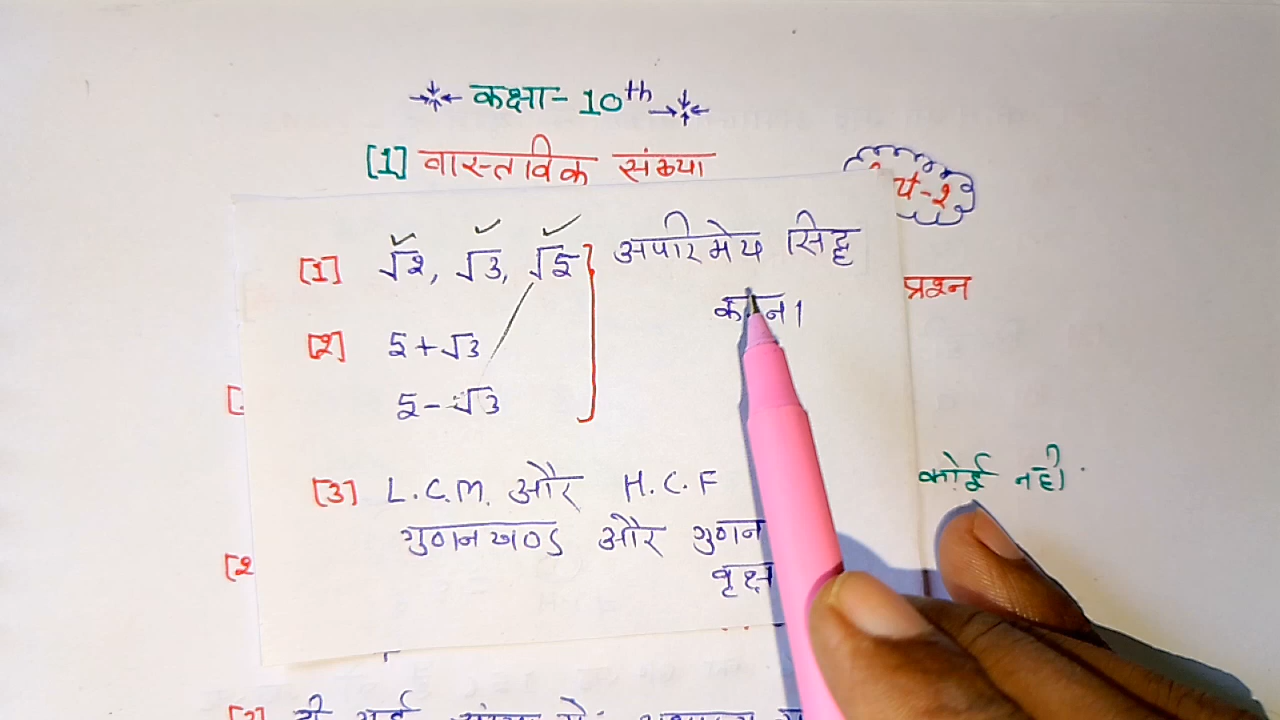 कक्षा- 10th
[1] वास्तविक संख्या
[1] √2, √3, √5 अपरिमेय सिद्ध
करना।
प्रश्न
[2] 5+√3
5-√3
कोई नहीं
[3] L.C.M. और H.C.F
गुणनखण्ड और गुणन
वृक्ष